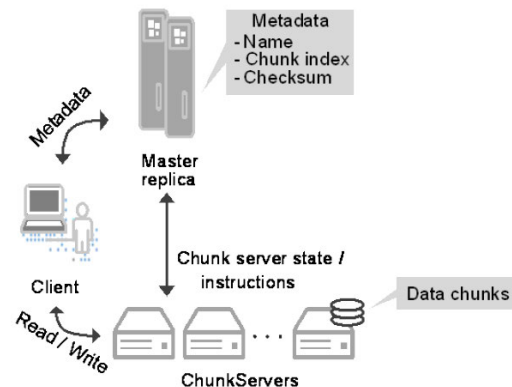 Metadata
- Name
- Chunk index
- Checksum
Metadata
Master
replica
Client
Chunk server state /
instructions
Read / Write
Data chunks
...
ChunkServers